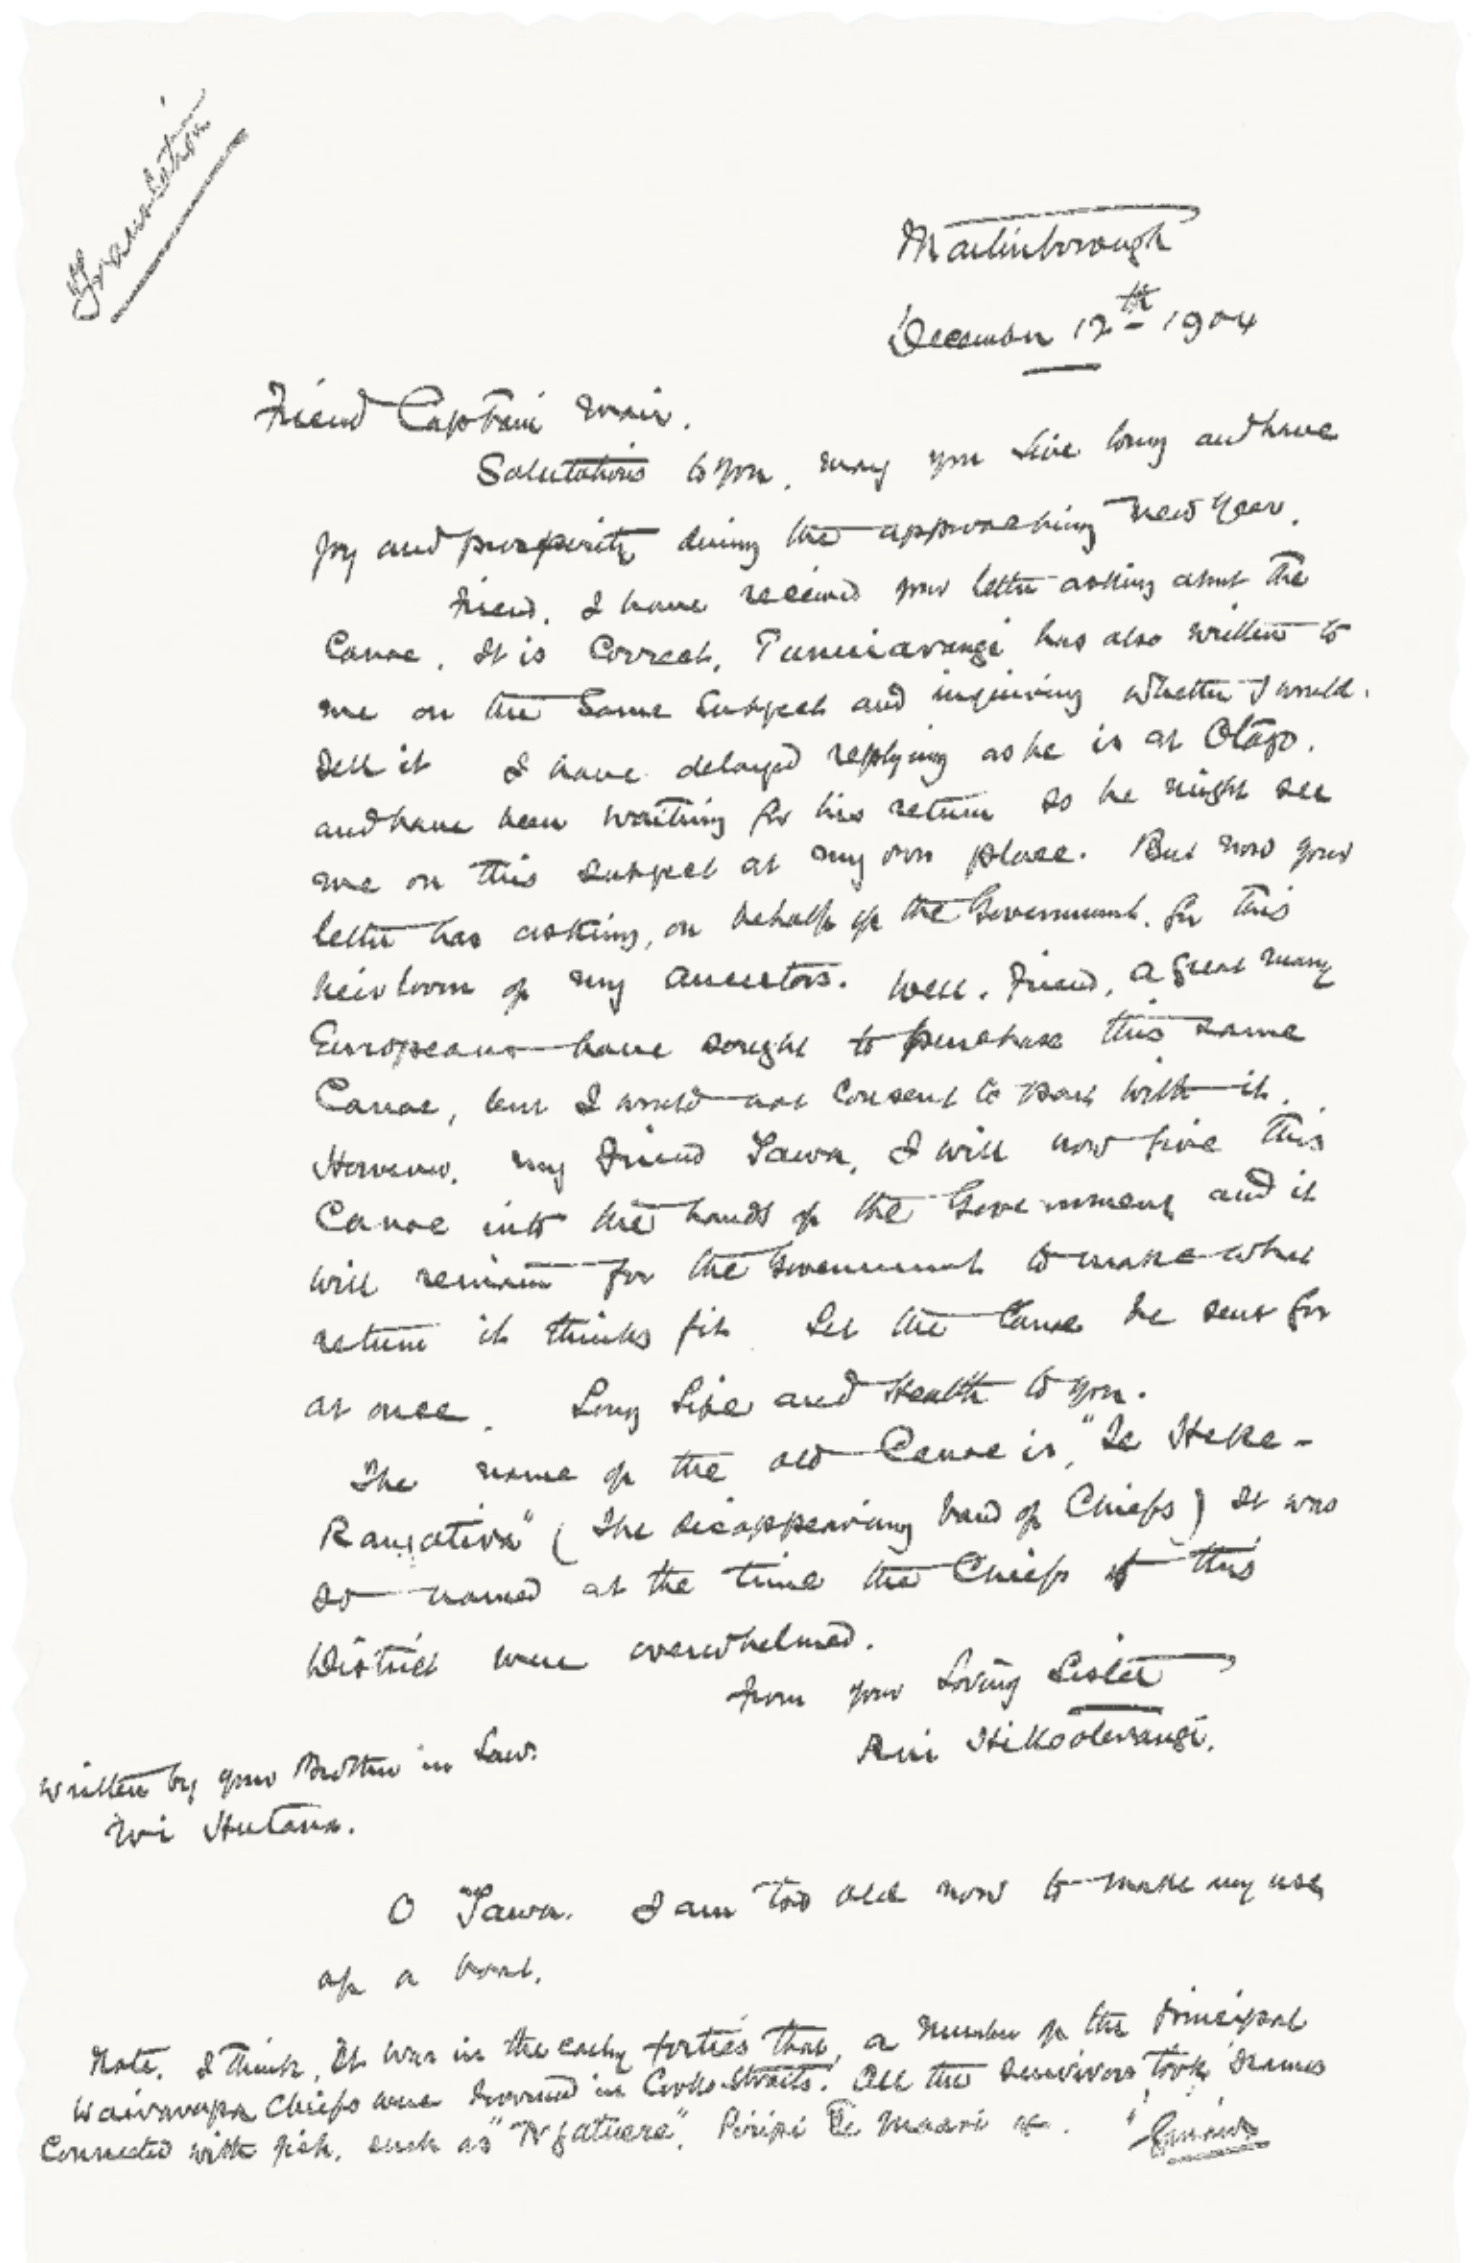 Translation
Martinborough
December 12th 1904
Friend Captain Mair.
Salutations to you, may you live long and have
joy and prosperity during the approaching new Year.
Friend, I have received your letter asking about the
Canoe, It is Correct, Tunuiarangi has also written to
me on the Same Subject and inquiring whether I would
sell it I have delayed replying as he is at Otago.
and have been waiting for his return so he might see
me on this subject at my own place. But now your
letter has asking, on behalf of the Government. for this
heirloom of my Ancestors. Well, Friend, a great many
Europeans have sought to purchase this same
Canoe, but I would not Consent to part with it.
However, my Friend Tawa, I will now give this
Canoe into the hands of the Government and it
will remain for the Government to make what
return it thinks fit Let the Canoe be sent for
at once. Long Life and Health to you.
The name of the old Canoe is, "Te Heke-
Rangatira" (The disappearing band of Chiefs) It was
so named at the time the Chiefs of this
District were overwhelmed.
From your Loving Sister
Ani Hikooterangi.
Written by your Brother in Law.
Wi Hutana.
O Tawa. I am too old now to make my use
of a boat.
Note. I think, It was in the early forties that, a number of the Principal
Wairarapa Chiefs were drowned in Cooks Straits. All the survivors took names
Connected with fish, such as "Ngatuere", Piripi Te Maari &c.